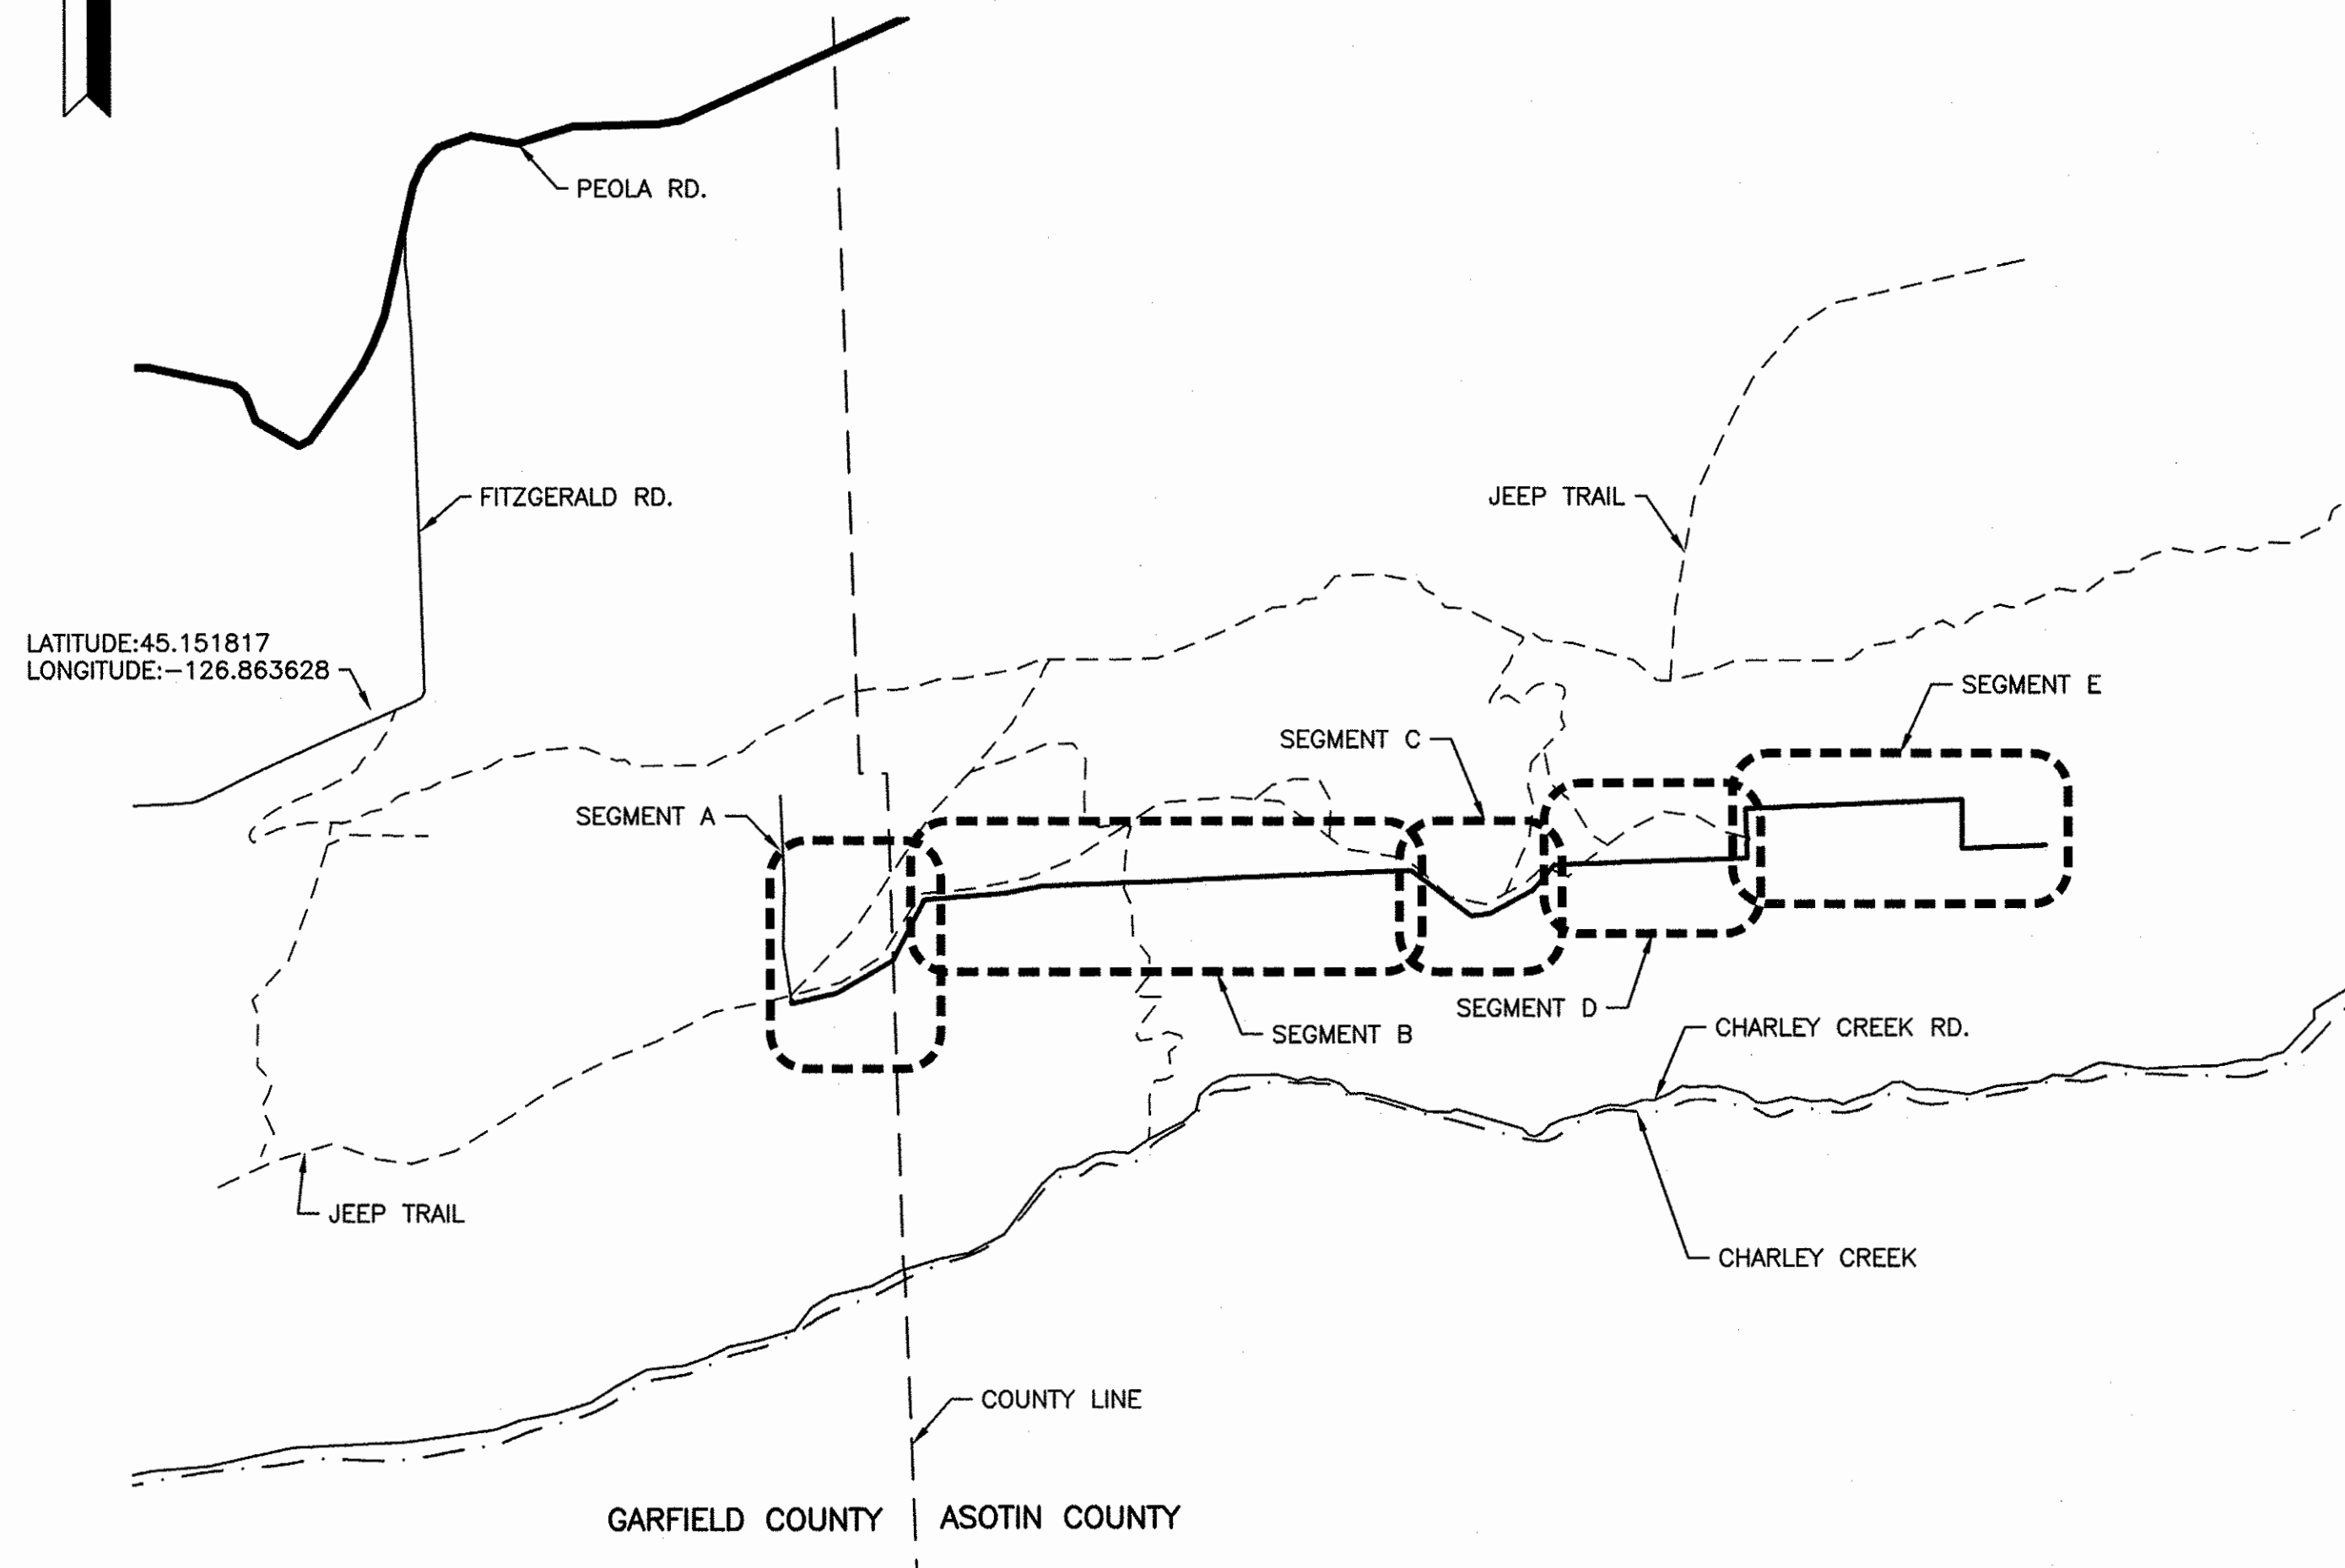 PEOLA RD.
FITZGERALD RD.
JEEP TRAIL
LATITUDE:45.151817
LONGITUDE:-126.863628
SEGMENT E
SEGMENT C
SEGMENT A
SEGMENT D
SEGMENT B
CHARLEY CREEK RD.
JEEP TRAIL
CHARLEY CREEK
COUNTY LINE
GARFIELD COUNTY
ASOTIN COUNTY